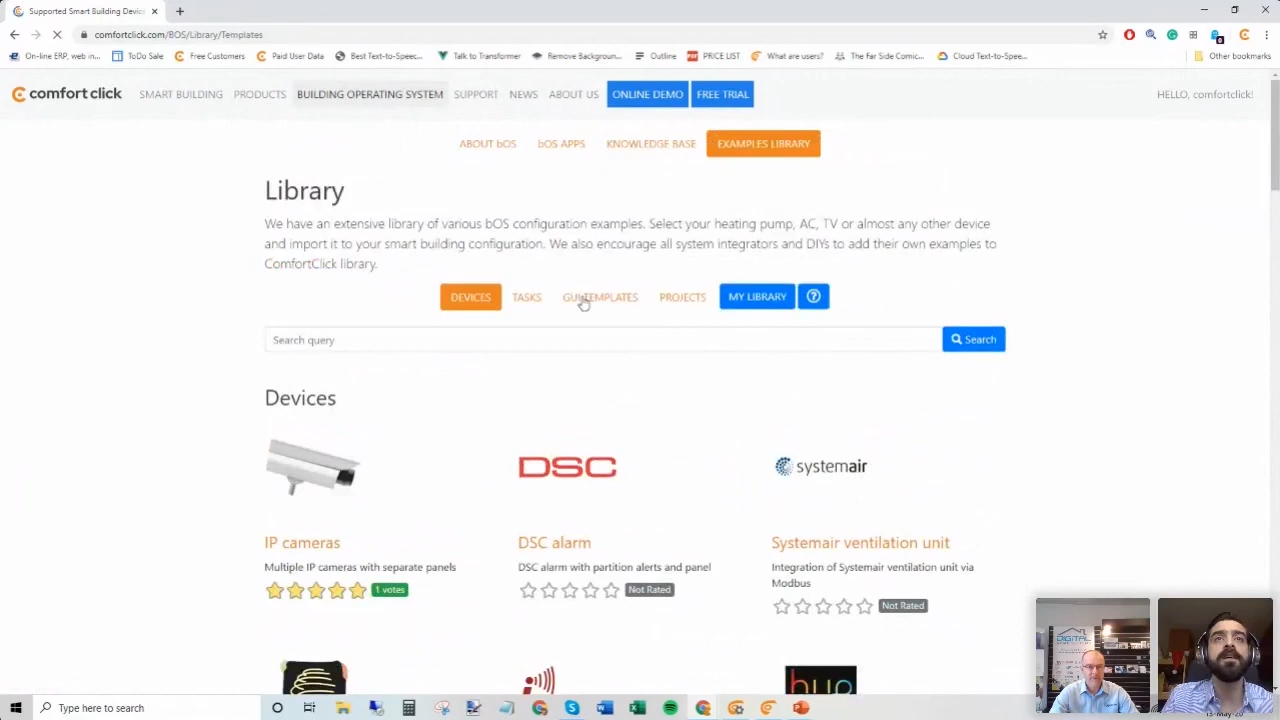 Supported Smart Building Devic
comfortclick.com/BOS/Library/Templates
On-line ERP, web in...
ToDo Sale
Free Customers
Paid User Data
Best Text-to-Speec...
Talk to Transformer
Remove Backgroun...
Outline
PRICE LIST
What are users?
The Far Side Comic...
Cloud Text-to-Spee...
Other bookmarks
comfort click
SMART BUILDING
PRODUCTS
BUILDING OPERATING SYSTEM
SUPPORT
NEWS
ABOUT US
ONLINE DEMO
FREE TRIAL
HELLO, comfortclick!
ABOUT bOS
bOS APPS
KNOWLEDGE BASE
EXAMPLES LIBRARY
Library
We have an extensive library of various bOS configuration examples. Select your heating pump, AC, TV or almost any other device
and import it to your smart building configuration. We also encourage all system integrators and DIYs to add their own examples to
ComfortClick library.
DEVICES
TASKS
GUI TEMPLATES
PROJECTS
MY LIBRARY
Search query
Search
Devices
DSC
systemair
IP cameras
DSC alarm
Systemair ventilation unit
Multiple IP cameras with separate panels
DSC alarm with partition alerts and panel
Integration of Systemair ventilation unit via
Modbus
1 votes
Not Rated
Not Rated
hue
DIGITAL
Type here to search
13-May-20